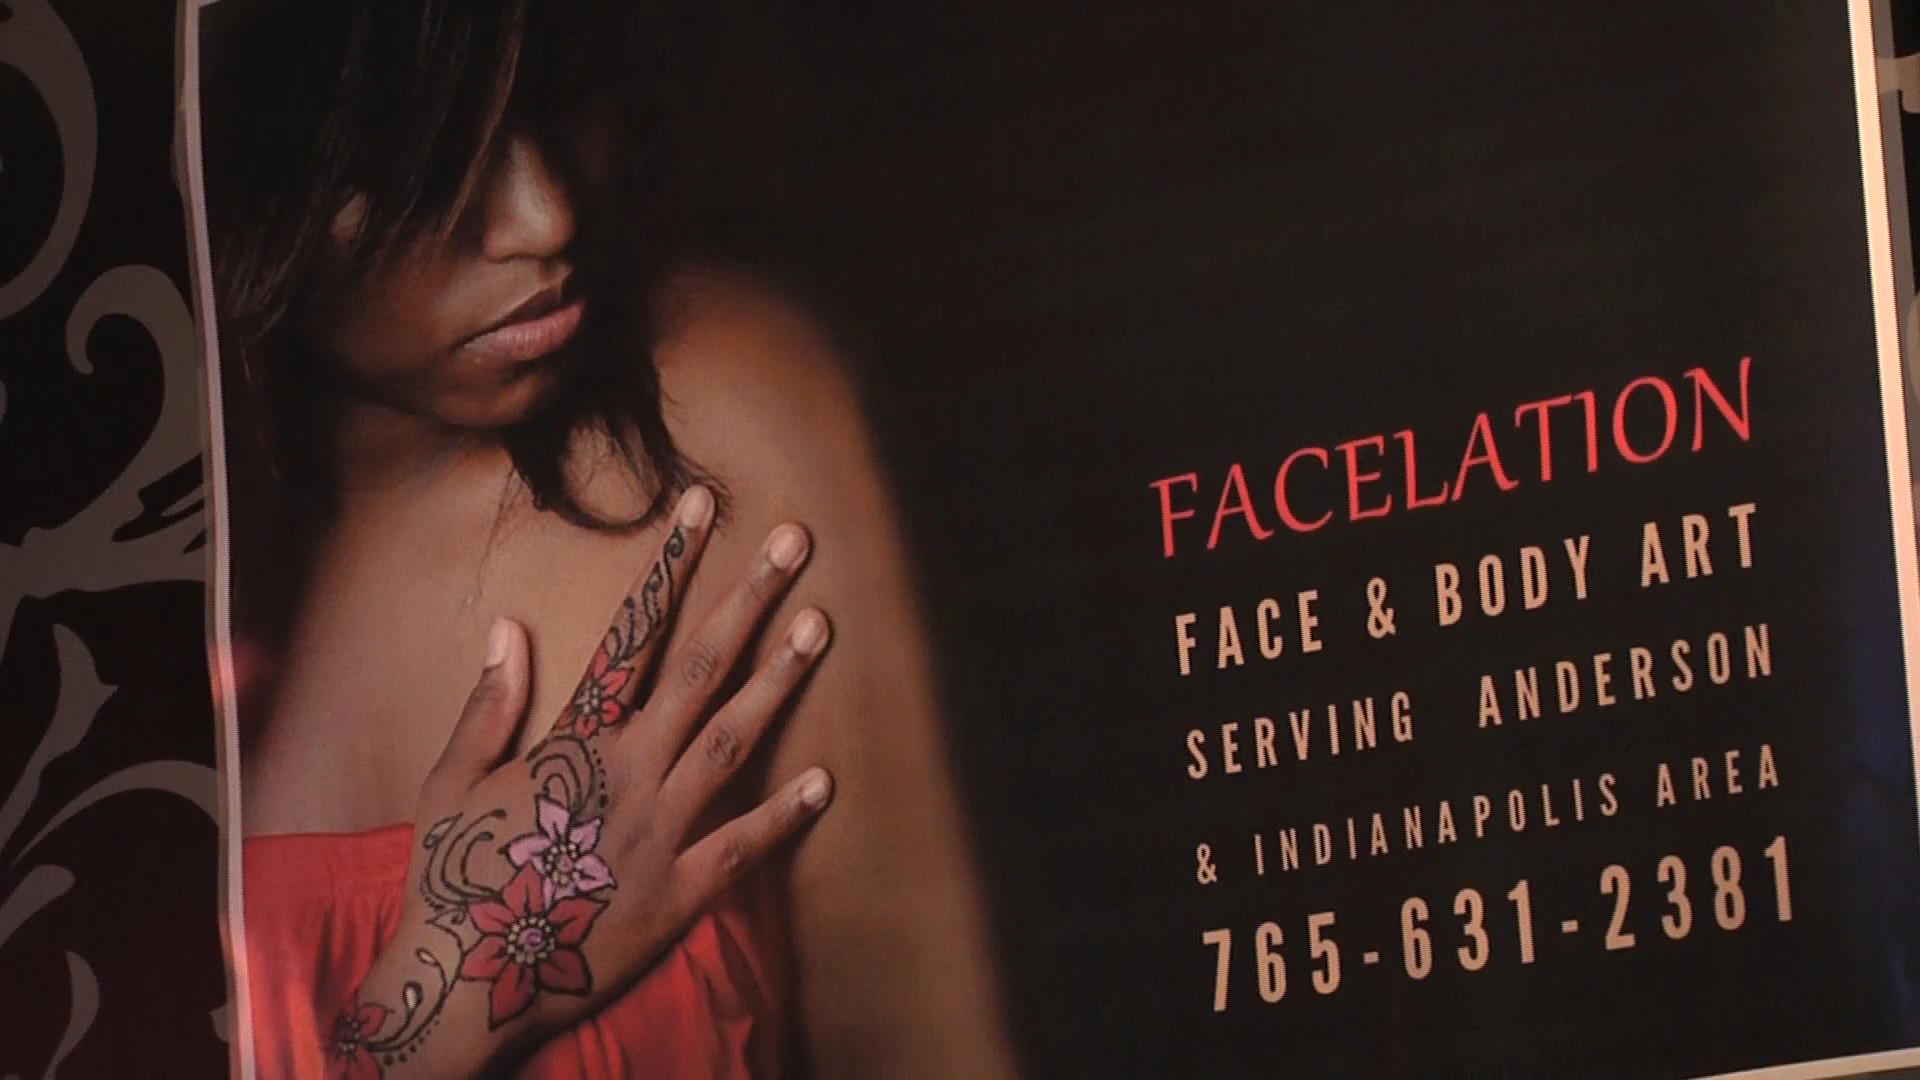 FACELATION
FACE & BODY ART
SERVING ANDERSON
& INDIANAPOLIS AREA
765-631-2381